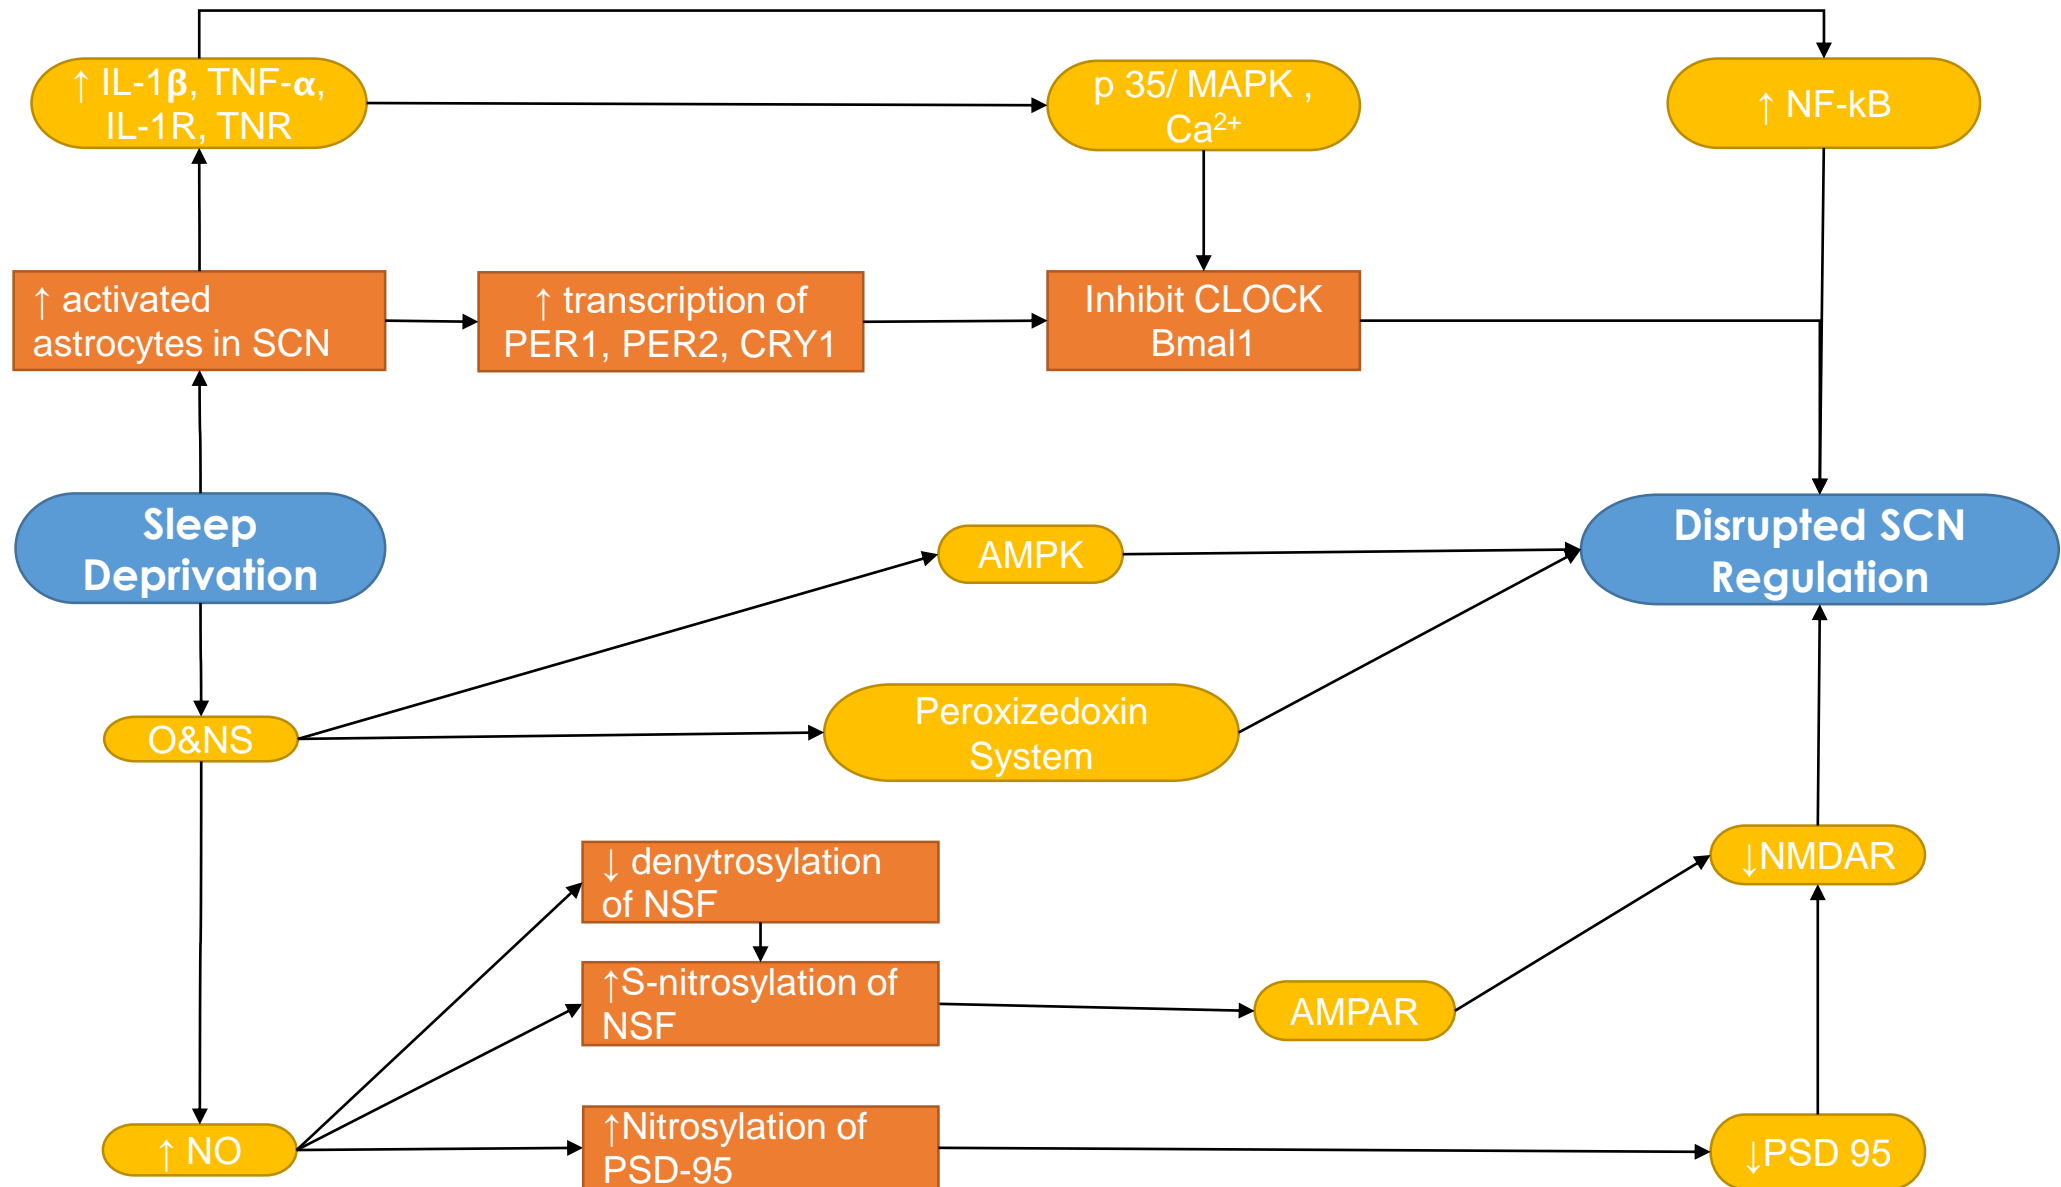 ↑ IL-1β, TNF-α,
IL-1R, TNR
p 35/ MAPK ,
Ca²⁺
↑ NF-kB
↑ activated
astrocytes in SCN
↑ transcription of
PER1, PER2, CRY1
Inhibit CLOCK
Bmal1
Sleep
Deprivation
AMPK
Disrupted SCN
Regulation
O&NS
Peroxizedoxin
System
↓ denytrosylation
of NSF
↓NMDAR
↑S-nitrosylation of
NSF
AMPAR
↑ NO
↑Nitrosylation of
PSD-95
↓PSD 95